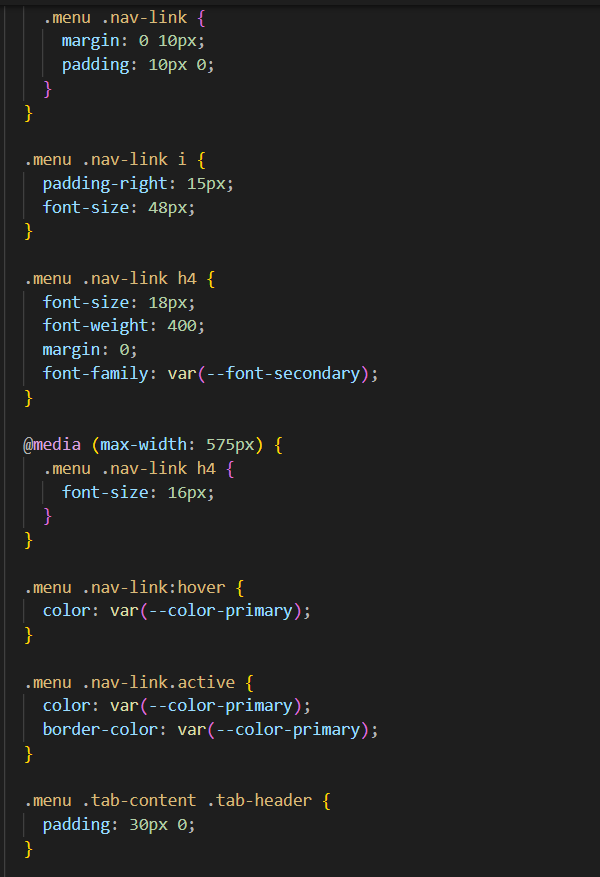 .menu .nav-link {
margin: 0 10px;
padding: 10px 0;
}
}
.menu .nav-link i {
padding-right: 15px;
font-size: 48px;
}
.menu .nav-link h4 {
font-size: 18px;
font-weight: 400;
margin: 0;
font-family: var(--font-secondary);
}
@media (max-width: 575px) {
.menu .nav-link h4 {
font-size: 16px;
}
}
.menu .nav-link:hover {
color: var(--color-primary);
}
.menu .nav-link.active {
color: var(--color-primary);
border-color: var(--color-primary);
}
.menu .tab-content .tab-header {
padding: 30px 0;
}